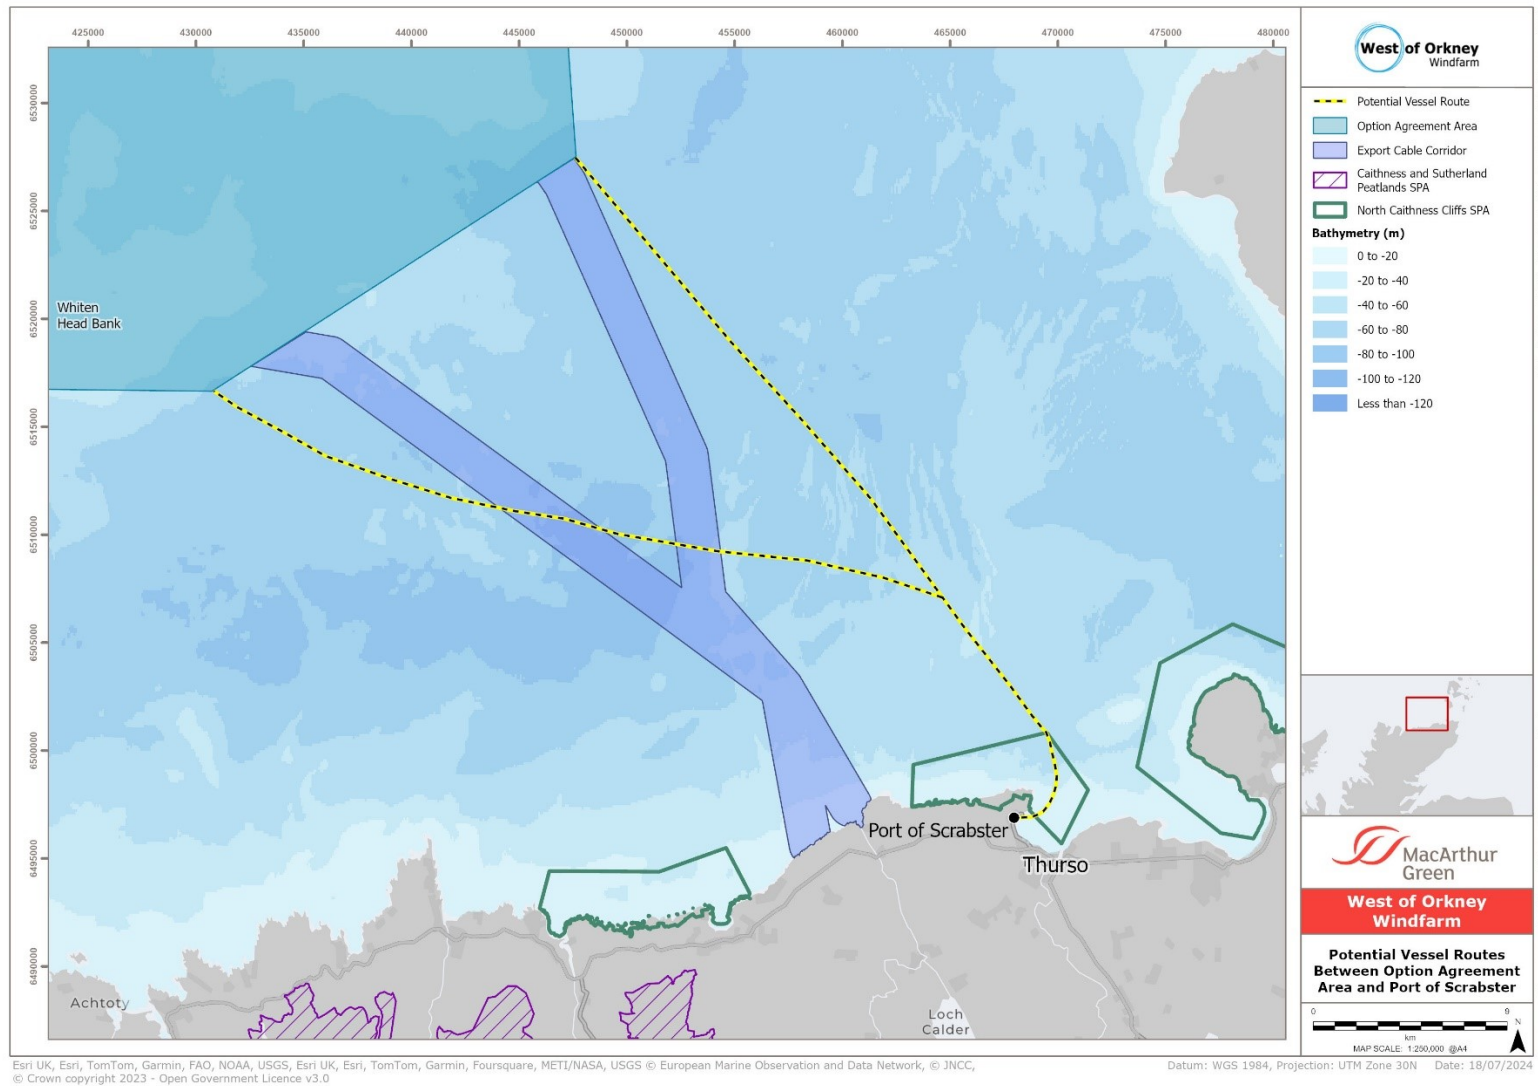 425000 430000 435000 440000 445000 450000 455000 460000 465000 470000 475000 480000
6530000
6525000
6520000
6515000
6510000
6505000
6500000
6495000
6490000
Whiten
Head Bank
Port of Scrabster
Thurso
Achtoty
Loch
Calder
West of Orkney
Windfarm
Potential Vessel Route
Option Agreement Area
Export Cable Corridor
Caithness and Sutherland
Peatlands SPA
North Caithness Cliffs SPA
Bathymetry (m)
0 to -20
-20 to -40
-40 to -60
-60 to -80
-80 to -100
-100 to -120
Less than -120
MacArthur
Green
West of Orkney
Windfarm
Potential Vessel Routes
Between Option Agreement
Area and Port of Scrabster
0 9
km
N
MAP SCALE: 1:250,000 @A4
Esri UK, Esri, TomTom, Garmin, FAO, NOAA, USGS, Esri UK, Esri, TomTom, Garmin, Foursquare, METI/NASA, USGS © European Marine Observation and Data Network, © JNCC,
© Crown copyright 2023 - Open Government Licence v3.0
Datum: WGS 1984, Projection: UTM Zone 30N Date: 18/07/2024